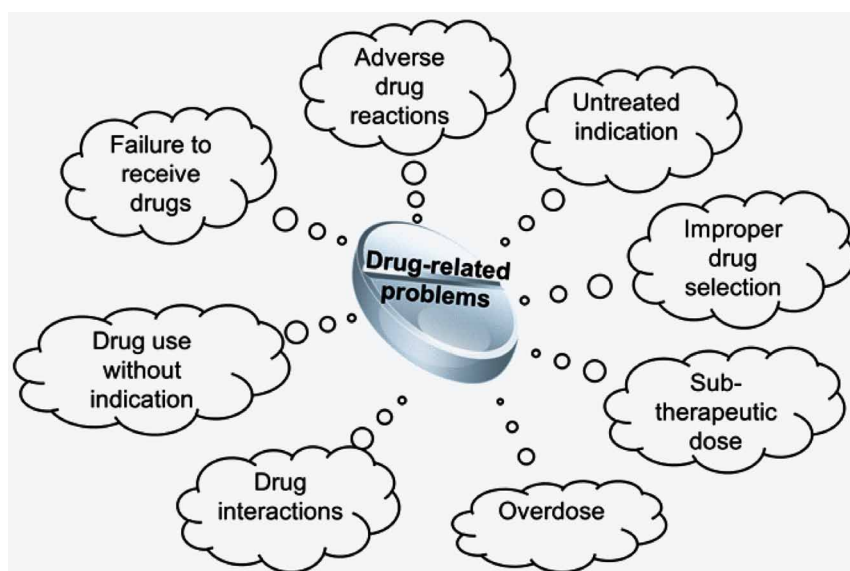 Adverse
drug
reactions
Untreated
indication
Failure to
receive
drugs
Improper
drug
selection
Drug-related
problems
Drug use
without
indication
Sub-
therapeutic
dose
Drug
interactions
Overdose